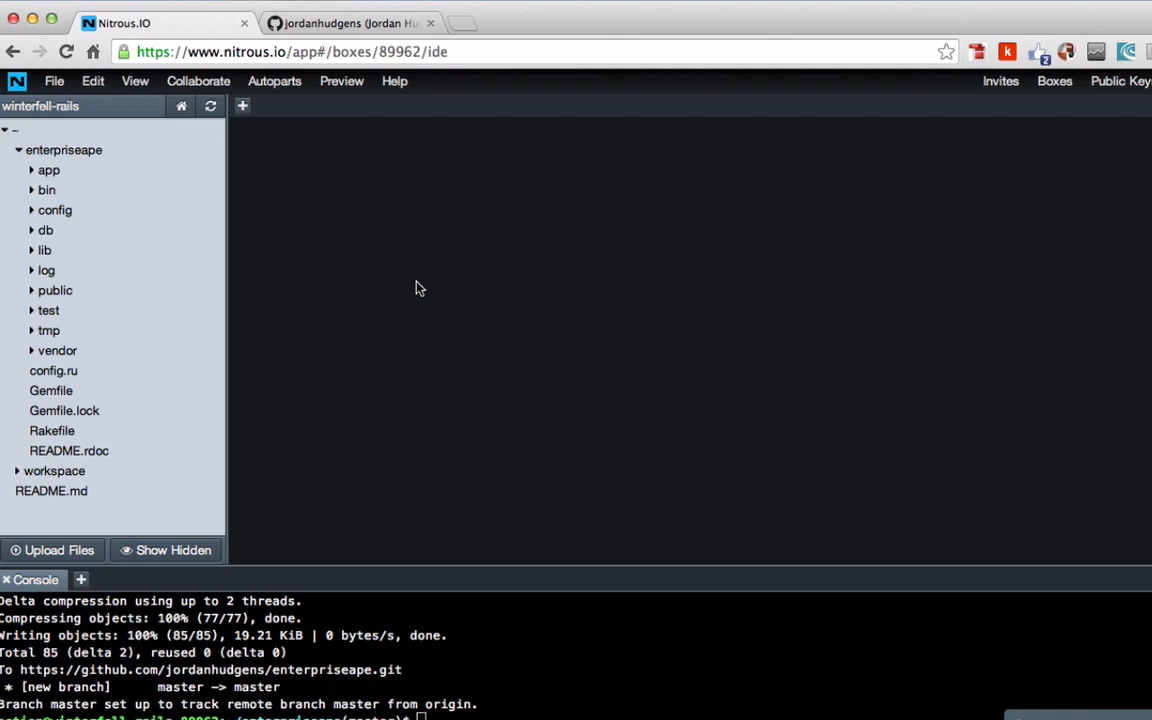 Nitrous.IO
jordanhudgens (Jordan Hu
https://www.nitrous.io/app#/boxes/89962/ide
k
2
N File Edit View Collaborate Autoparts Preview Help Invites Boxes Public Key
winterfell-rails
~
enterpriseape
app
bin
config
db
lib
log
public
test
tmp
vendor
config.ru
Gemfile
Gemfile.lock
Rakefile
README.rdoc
workspace
README.md
Upload Files Show Hidden
Console
Delta compression using up to 2 threads.
Compressing objects: 100% (77/77), done.
Writing objects: 100% (85/85), 19.21 KiB | 0 bytes/s, done.
Total 85 (delta 2), reused 0 (delta 0)
To https://github.com/jordanhudgens/enterpriseape.git
* [new branch] master -> master
Branch master set up to track remote branch master from origin.